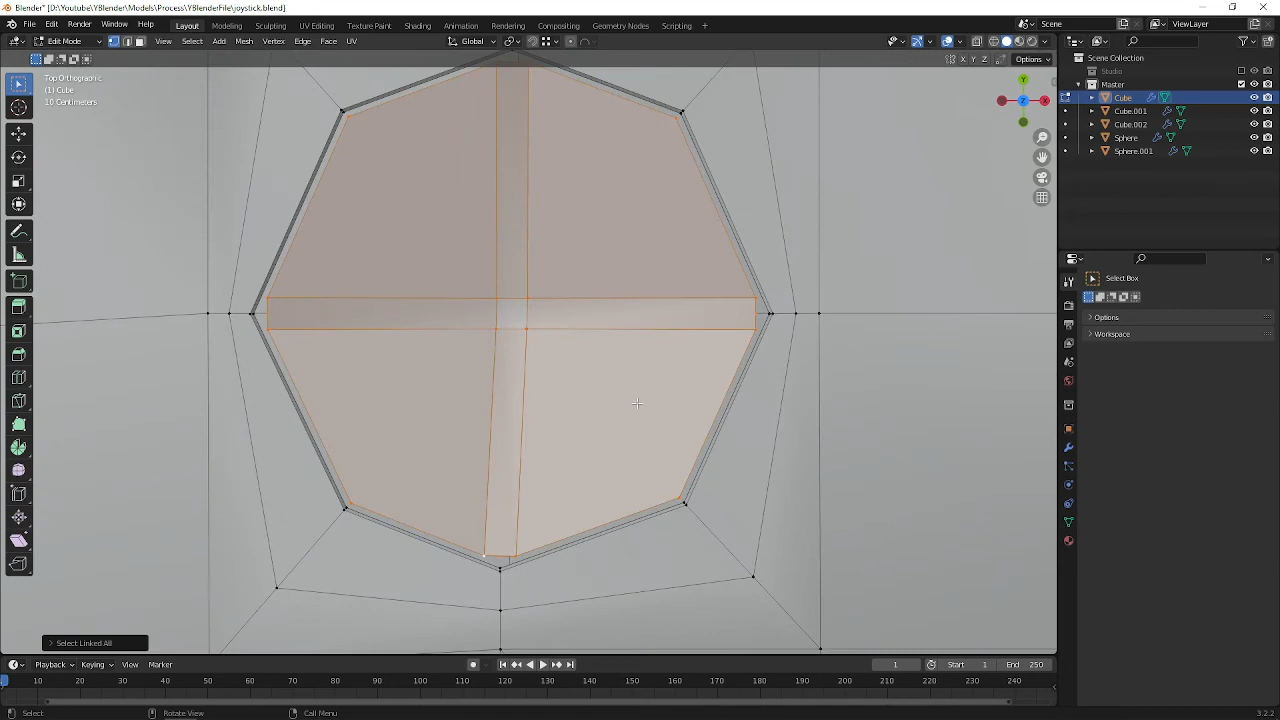 Blender* [D:\Youtube\YBlender\Models\Process\YBlenderFile\joystick.blend]
File Edit Render Window Help Layout Modeling Sculpting UV Editing Texture Paint Shading Animation Rendering Compositing Geometry Nodes Scripting + Scene ViewLayer
Edit Mode View Select Add Mesh Vertex Edge Face UV Global
X Y Z Options
Top Orthographic
(1) Cube
10 Centimeters
Y
Z X
Scene Collection
Studio
Master
Cube
Cube.001
Cube.002
Sphere
Sphere.001
Select Box
Options
Workspace
Select Linked All
Playback Keying View Marker 1 Start 1 End 250
10 20 30 40 50 60 70 80 90 100 110 120 130 140 150 160 170 180 190 200 210 220 230 240
Select Rotate View Call Menu 3.2.2